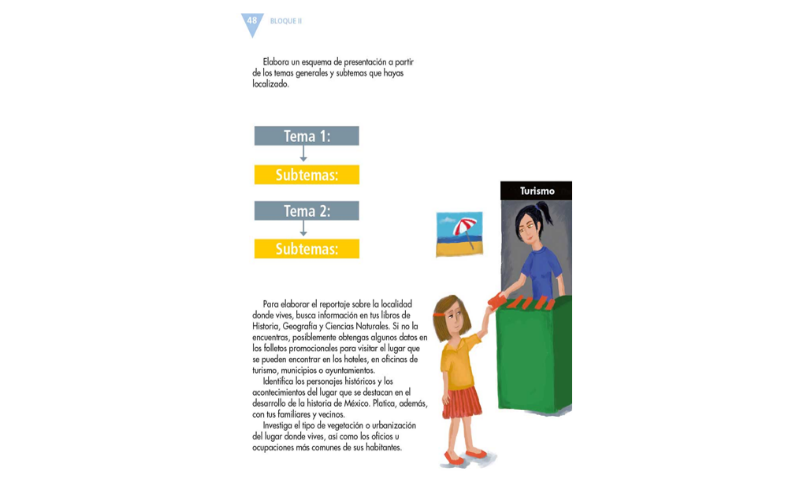 48 BLOQUE II
Elabora un esquema de presentación a partir
de los temas generales y subtemas que hayas
localizado.
Tema 1:
Subtemas:
Tema 2:
Subtemas:
Turismo
Para elaborar el reportaje sobre la localidad
donde vives, busca información en tus libros de
Historia, Geografía y Ciencias Naturales. Si no la
encuentras, posiblemente obtengas algunos datos en
los folletos promocionales para visitar el lugar que
se pueden encontrar en los hoteles, en oficinas de
turismo, municipios o ayuntamientos.
Identifica los personajes históricos y los
acontecimientos del lugar que se destacan en el
desarrollo de la historia de México. Platica, además,
con tus familiares y vecinos.
Investiga el tipo de vegetación o urbanización
del lugar donde vives, así como los oficios u
ocupaciones más comunes de sus habitantes.